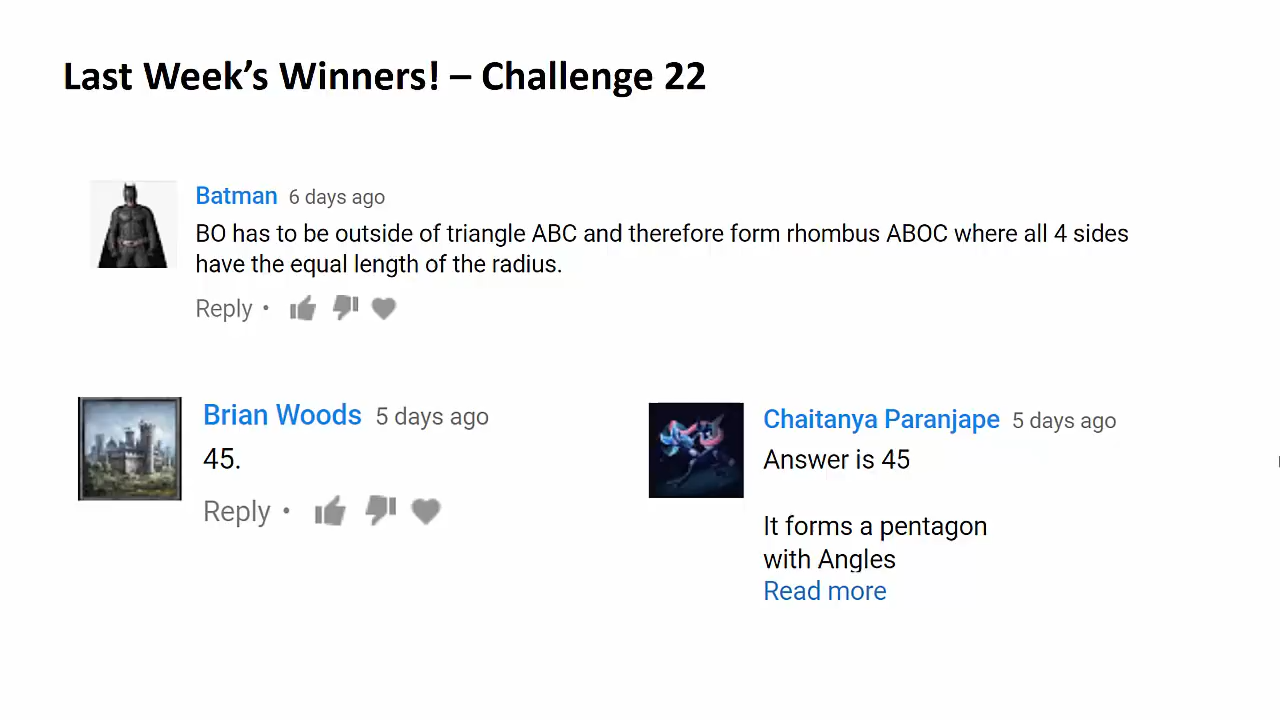 Last Week’s Winners! – Challenge 22
Batman 6 days ago
BO has to be outside of triangle ABC and therefore form rhombus ABOC where all 4 sides
have the equal length of the radius.
Reply •
Brian Woods 5 days ago
45.
Reply •
Chaitanya Paranjape 5 days ago
Answer is 45
It forms a pentagon
with Angles
Read more